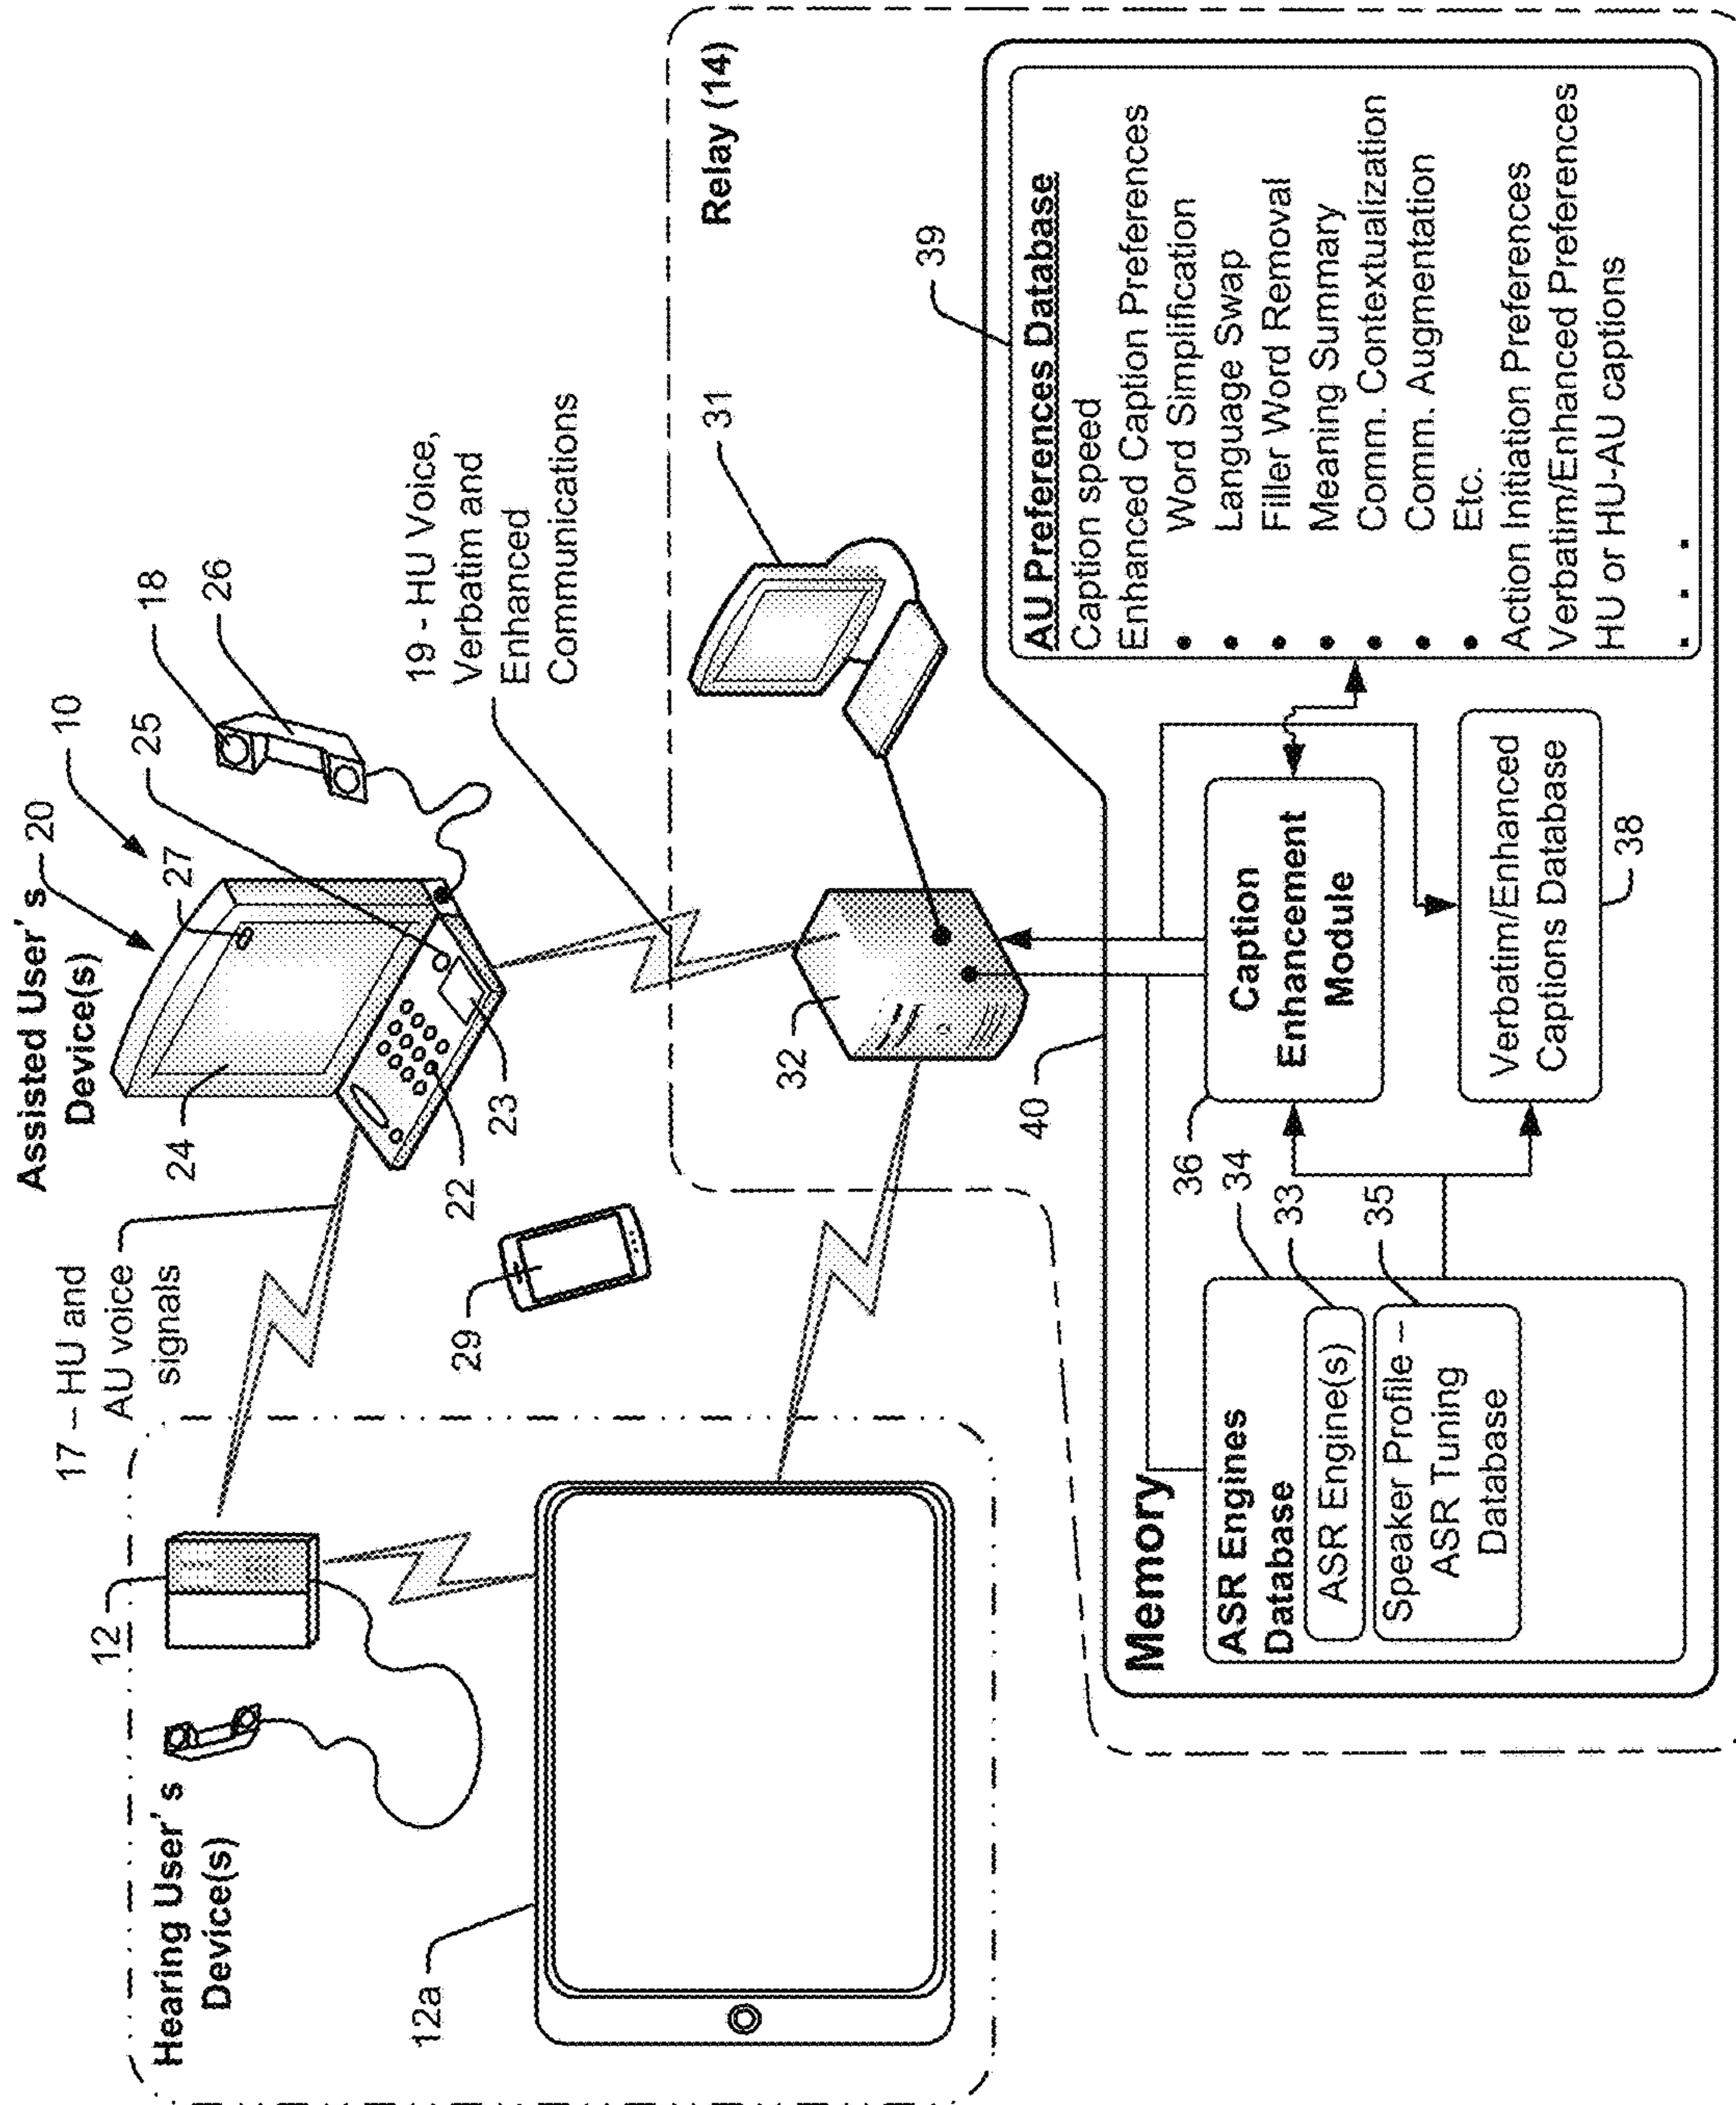 Assisted User's
Device(s)
20
10
27
25
18
26
24
22
23
17 – HU and
AU voice
signals
19 - HU Voice,
Verbatim and
Enhanced
Communications
Hearing User's
Device(s)
12
12a
29
Relay (14)
31
32
40
39
Memory
ASR Engines
Database
ASR Engine(s)
Speaker Profile –
ASR Tuning
Database
36
34
33
35
Caption
Enhancement
Module
Verbatim/Enhanced
Captions Database
38
AU Preferences Database
Caption speed
Enhanced Caption Preferences
• Word Simplification
• Language Swap
• Filler Word Removal
• Meaning Summary
• Comm. Contextualization
• Comm. Augmentation
• Etc.
Action Initiation Preferences
Verbatim/Enhanced Preferences
HU or HU-AU captions
. . .